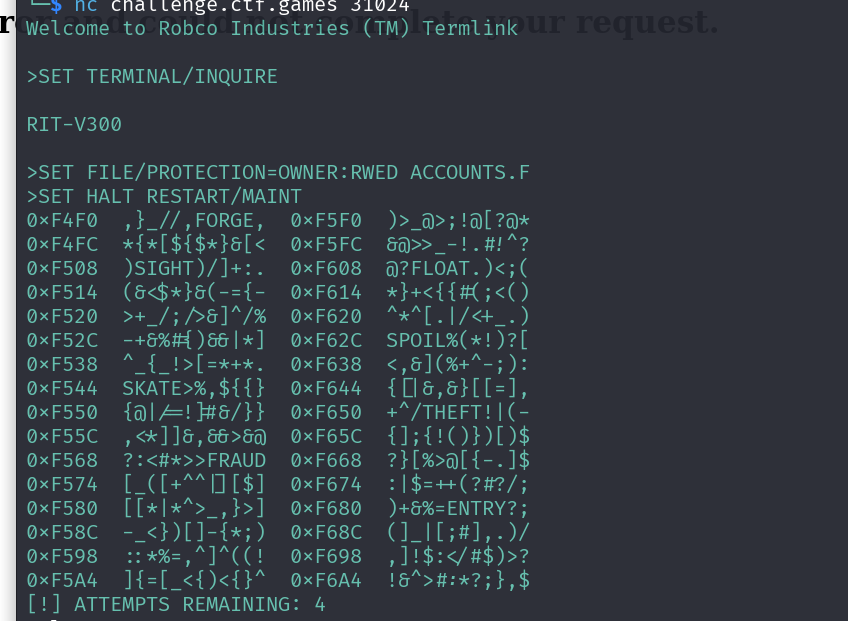 └─$ nc challenge.ctf.games 31024
Welcome to Robco Industries (TM) Termlink
>SET TERMINAL/INQUIRE
RIT-V300
>SET FILE/PROTECTION=OWNER:RWED ACCOUNTS.F
>SET HALT RESTART/MAINT
0×F4F0  ,}_//,FORGE,  0×F5F0  )>_@>;!@[?@*
0×F4FC  *{*[${$*}&[<  0×F5FC  &@>>_-!.#!^?
0×F508  )SIGHT)/]+:.  0×F608  @?FLOAT.)<;(
0×F514  (&<$*}&(-={-  0×F614  *}+<{{#(;<()
0×F520  >+_/;/>&]^/%  0×F620  ^*^[.|/<+_.)
0×F52C  -+&%#{)&&|*]  0×F62C  SPOIL%(*!)?[
0×F538  ^_{_!>[=*+*.  0×F638  <,&](%+^-;):
0×F544  SKATE>%,${{}  0×F644  {[]|&,&}[[=],
0×F550  {@|/==!]#&/}}  0×F650  +^/THEFT!|(-
0×F55C  ,<*]]&,&&>&@  0×F65C  {];{!()})[)$
0×F568  ?:<#*>>FRAUD  0×F668  ?}[%>@[{-.]$
0×F574  [_([+^^|][$]  0×F674  :|$=++(?#?/;
0×F580  [[*|*^>_,}>]  0×F680  )+&%=ENTRY?;
0×F58C  -_<})[]-{*;)  0×F68C  (]_|[;#],.)/
0×F598  ::*%=,^]^((!  0×F698  ,]!$:</#$)>?
0×F5A4  ]{=[_<{)<{}^  0×F6A4  !&^>#:*?;},$
[!] ATTEMPTS REMAINING: 4